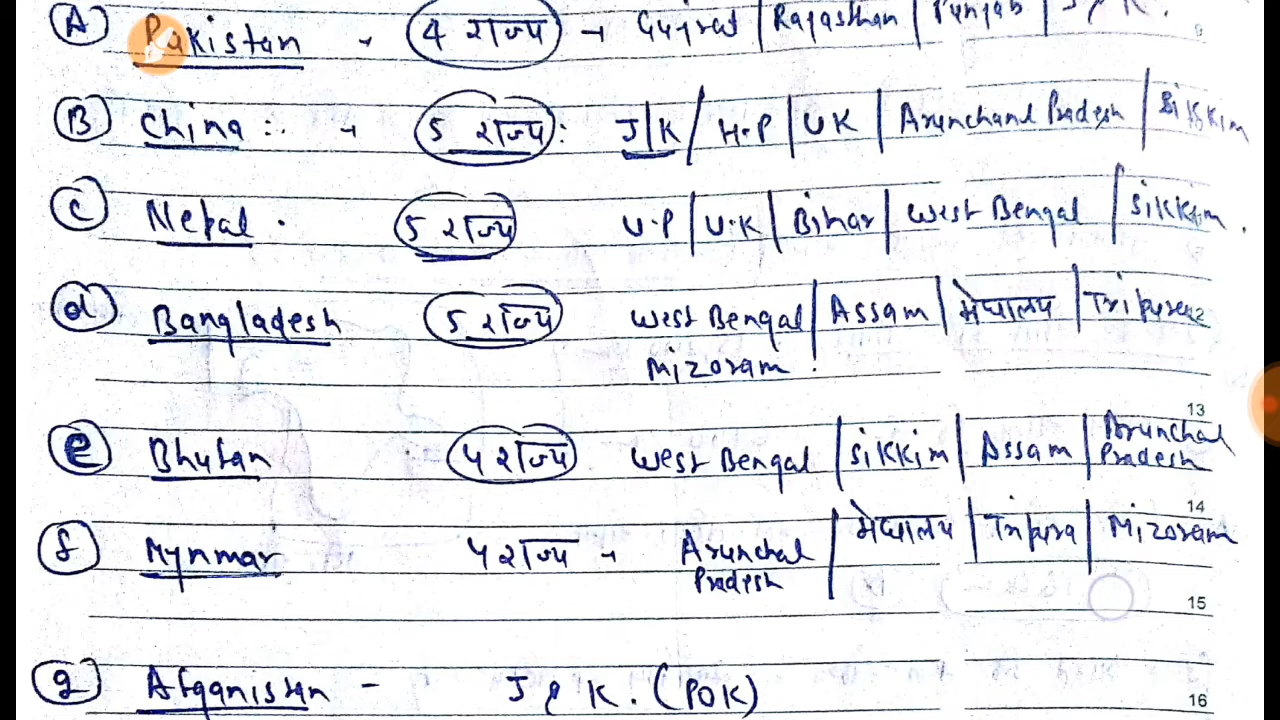 (A) Pakistan - 4 राज्य → Gujrat | Rajasthan | Punjab | J & K.
(B) China :. - 5 राज्य : J|K / H.P | UK | Arunchand Pradesh | Sikkim
(C) Nepal . 5 राज्य U.P | U.K | Bihar | West Bengal | Sikkim .
(d) Bangladesh 5 राज्य West Bengal | Assam | मेघालय | Tripura
Mizoram .
13
(e) Bhutan 4 राज्य West Bengal | Sikkim | Assam | Arunchal Pradesh
14
(f) Mynmar 4 राज्य → Arunchal Pradesh | मेघालय | Tripura | Mizoram
15
(g) Afganistan - J & K. (POK)
16